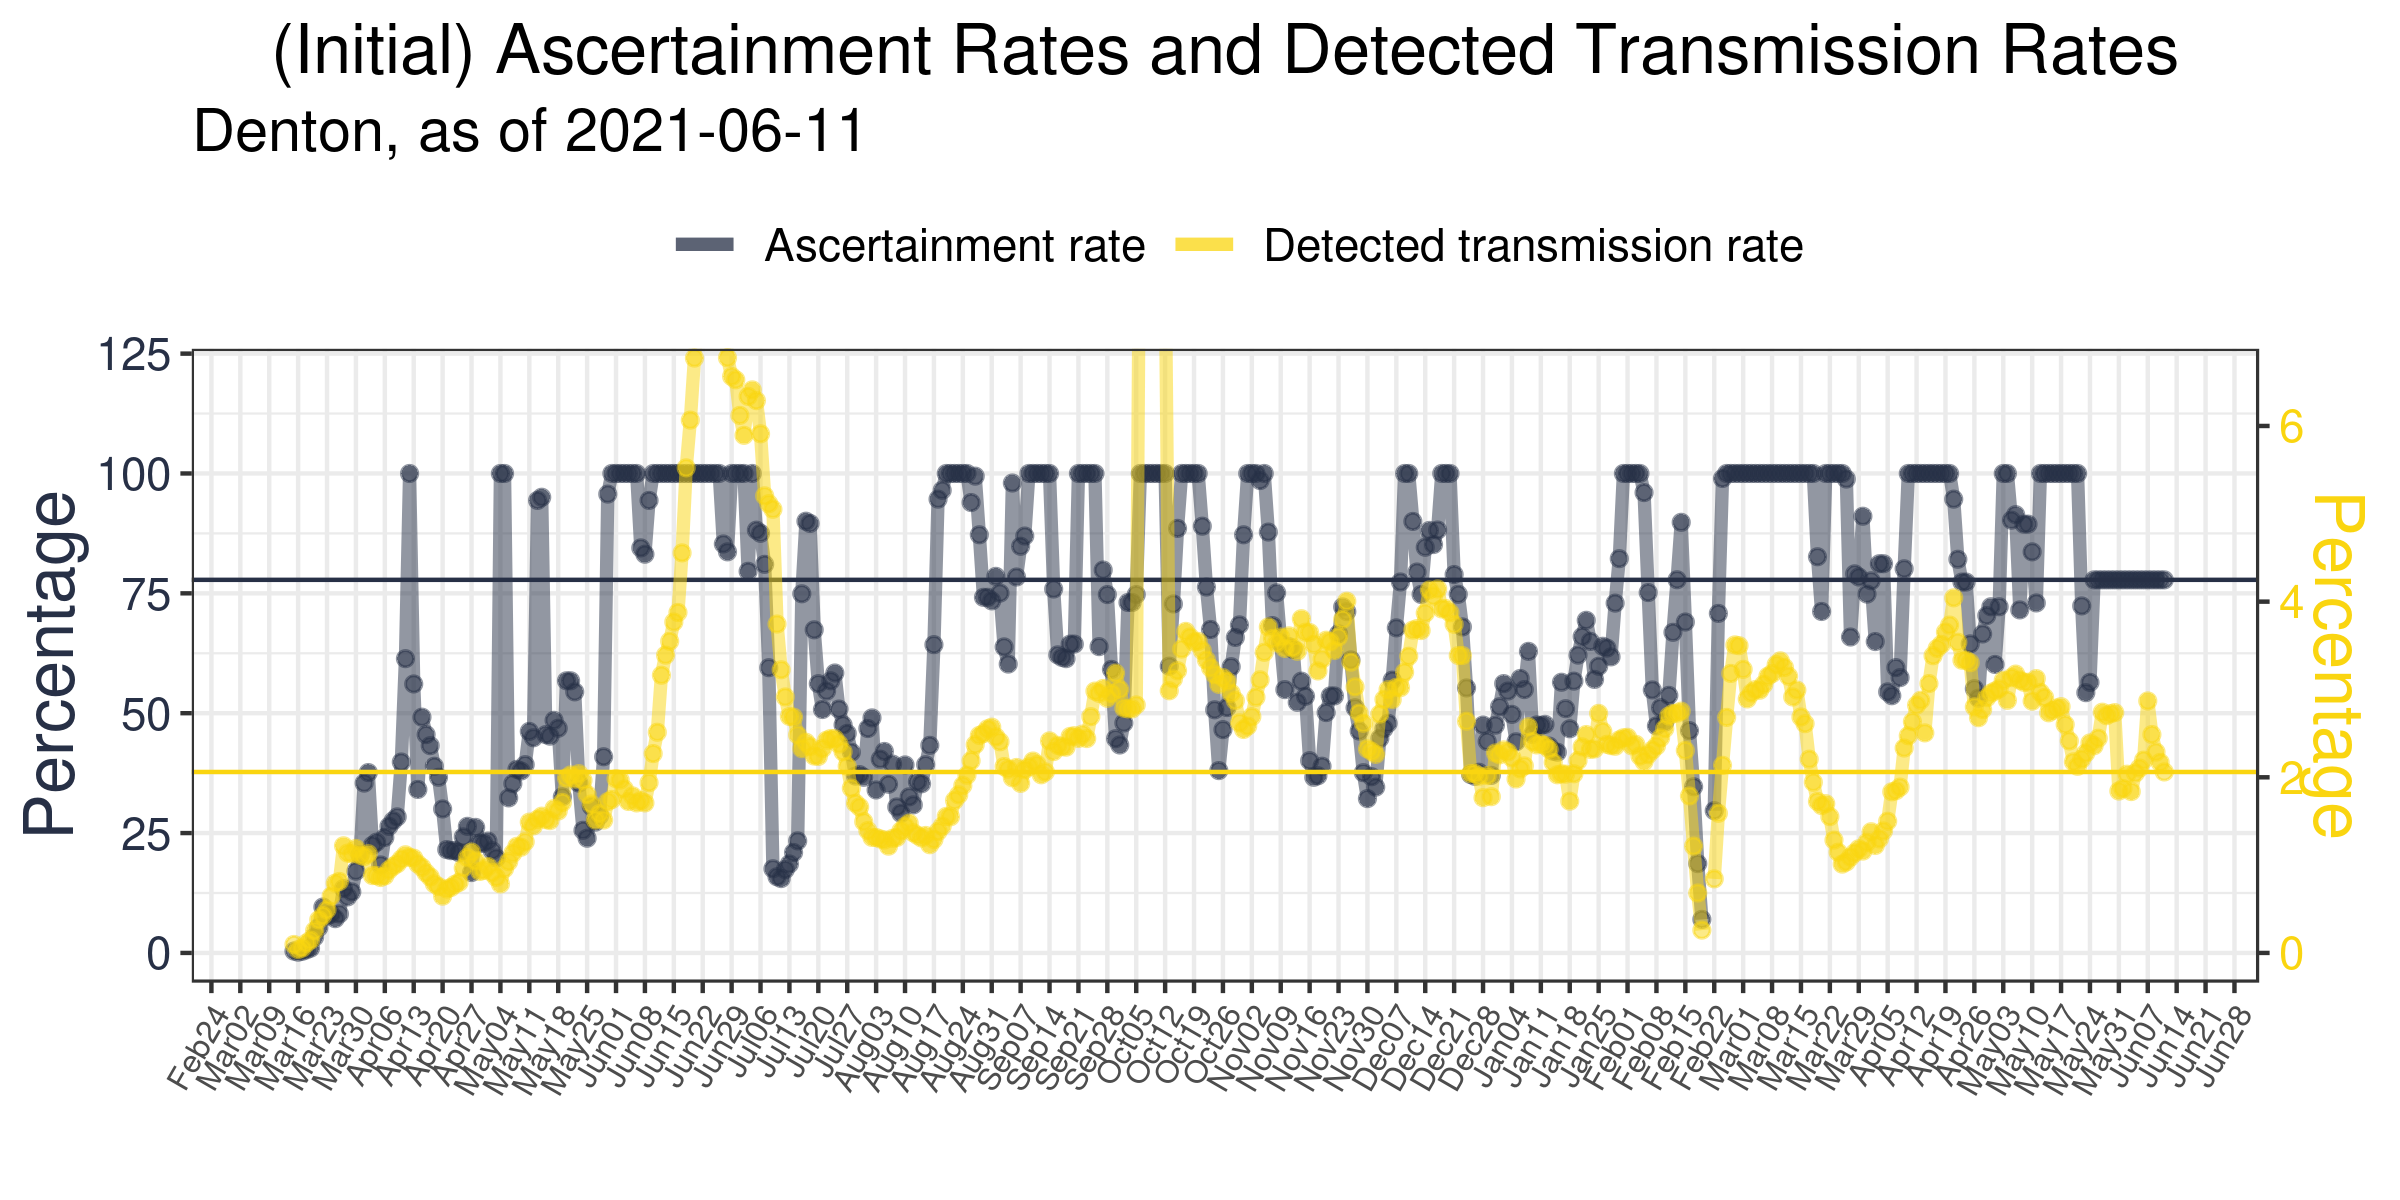 (Initial) Ascertainment Rates and Detected Transmission Rates
Denton, as of 2021-06-11
Ascertainment rate
Detected transmission rate
125
100
75
50
25
0
Percentage
6
4
2
0
Percentage
Feb24
Mar02
Mar09
Mar16
Mar23
Mar30
Apr06
Apr13
Apr20
Apr27
May04
May11
May18
May25
Jun01
Jun08
Jun15
Jun22
Jun29
Jul06
Jul13
Jul20
Jul27
Aug03
Aug10
Aug17
Aug24
Aug31
Sep07
Sep14
Sep21
Sep28
Oct05
Oct12
Oct19
Oct26
Nov02
Nov09
Nov16
Nov23
Nov30
Dec07
Dec14
Dec21
Dec28
Jan04
Jan11
Jan18
Jan25
Feb01
Feb08
Feb15
Feb22
Mar01
Mar08
Mar15
Mar22
Mar29
Apr05
Apr12
Apr19
Apr26
May03
May10
May17
May24
May31
Jun07
Jun14
Jun21
Jun28